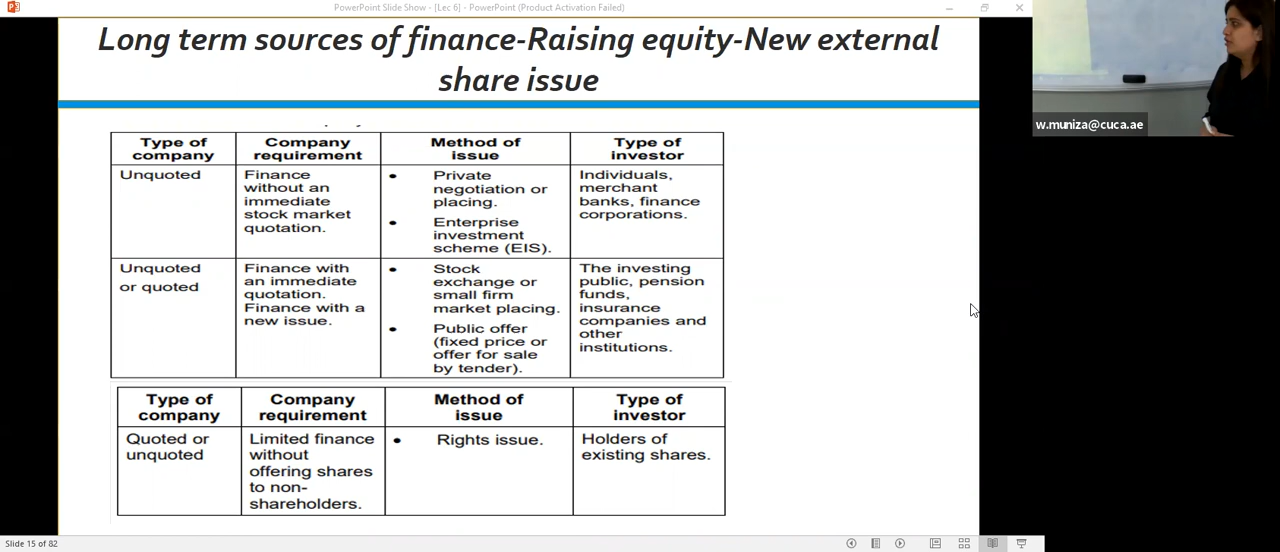 PowerPoint Slide Show - [Lec 6] - PowerPoint (Product Activation Failed)
Long term sources of finance-Raising equity-New external
share issue
w.muniza@cuca.ae
Type of
company
Company
requirement
Method of
issue
Type of
investor
Unquoted
Finance
without an
immediate
stock market
quotation.
• Private
negotiation or
placing.
• Enterprise
investment
scheme (EIS).
Individuals,
merchant
banks, finance
corporations.
Unquoted
or quoted
Finance with
an immediate
quotation.
Finance with a
new issue.
• Stock
exchange or
small firm
market placing.
• Public offer
(fixed price or
offer for sale
by tender).
The investing
public, pension
funds,
insurance
companies and
other
institutions.
Type of
company
Company
requirement
Method of
issue
Type of
investor
Quoted or
unquoted
Limited finance
without
offering shares
to non-
shareholders.
• Rights issue.
Holders of
existing shares.
Slide 15 of 82